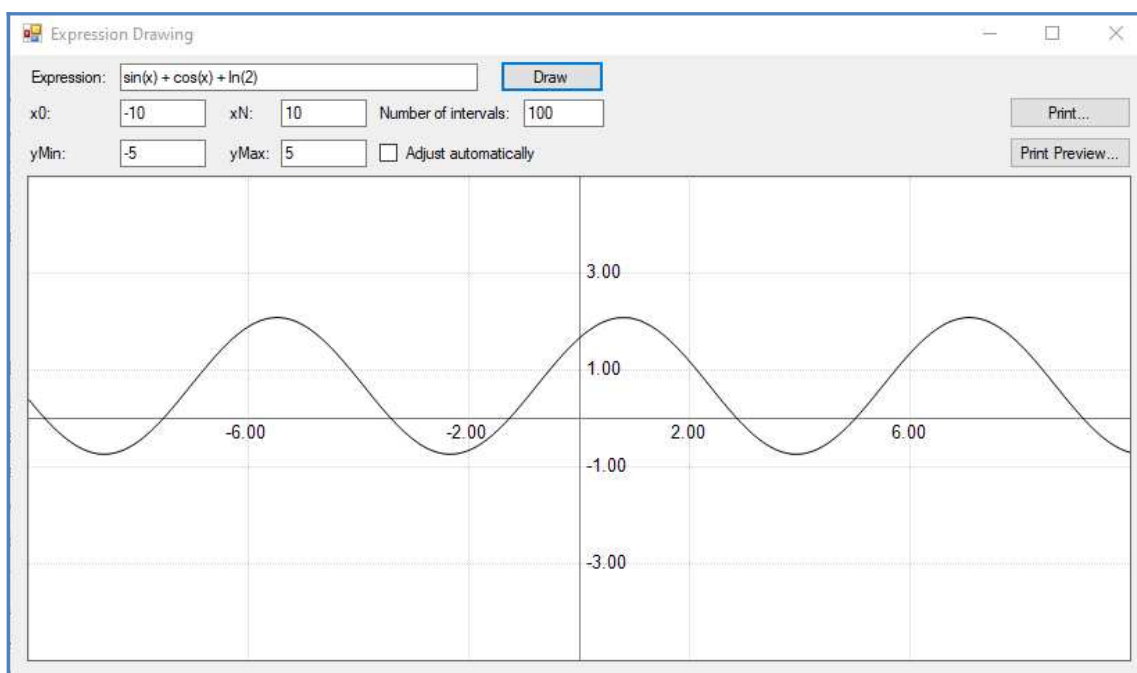 Expression Drawing
Expression: sin(x) + cos(x) + ln(2) Draw
x0: -10 xN: 10 Number of intervals: 100 Print...
yMin: -5 yMax: 5 Adjust automatically Print Preview...
3.00
1.00
-6.00 -2.00 2.00 6.00
-1.00
-3.00